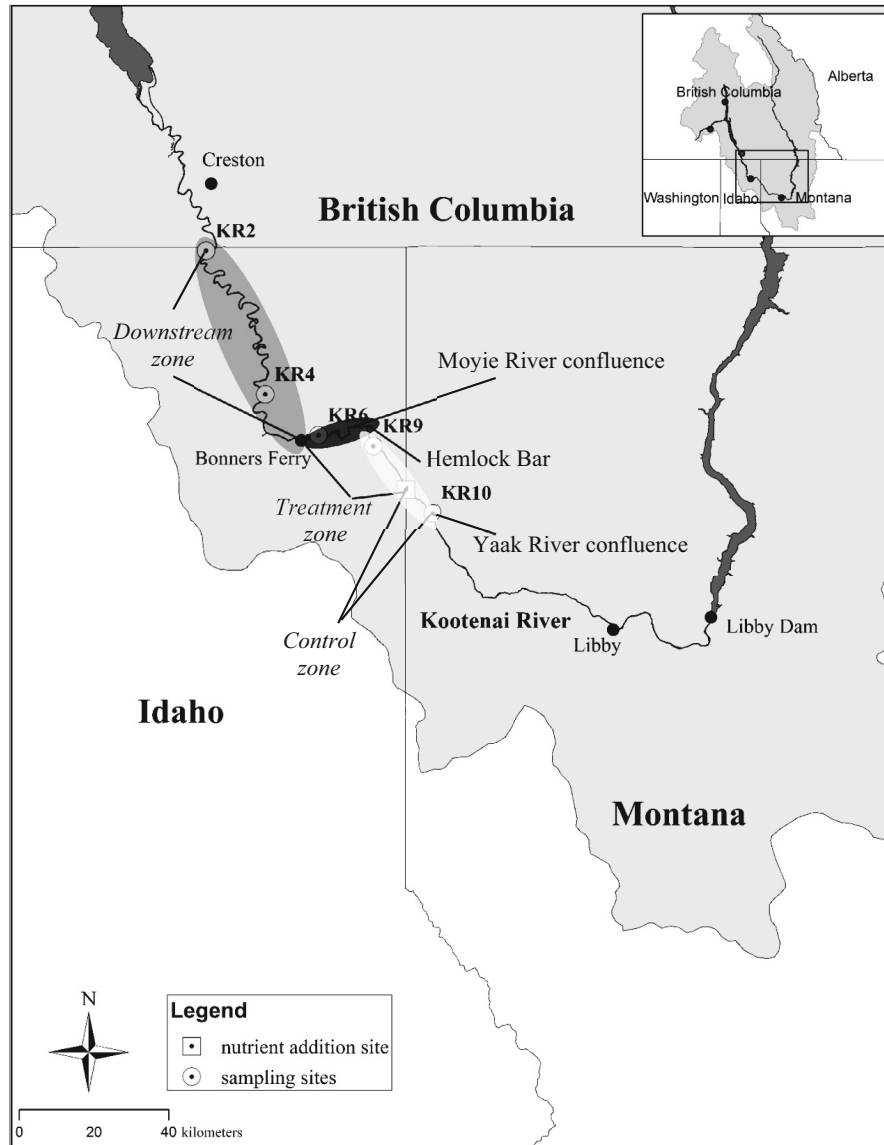 Alberta
British Columbia
Washington
Idaho
Montana
Creston
British Columbia
KR2
Downstream
zone
KR4
Moyie River confluence
KR6
KR9
Bonners Ferry
Hemlock Bar
Treatment
zone
KR10
Yaak River confluence
Control
zone
Kootenai River
Libby
Libby Dam
Idaho
Montana
N
Legend
nutrient addition site
sampling sites
0 20 40 kilometers